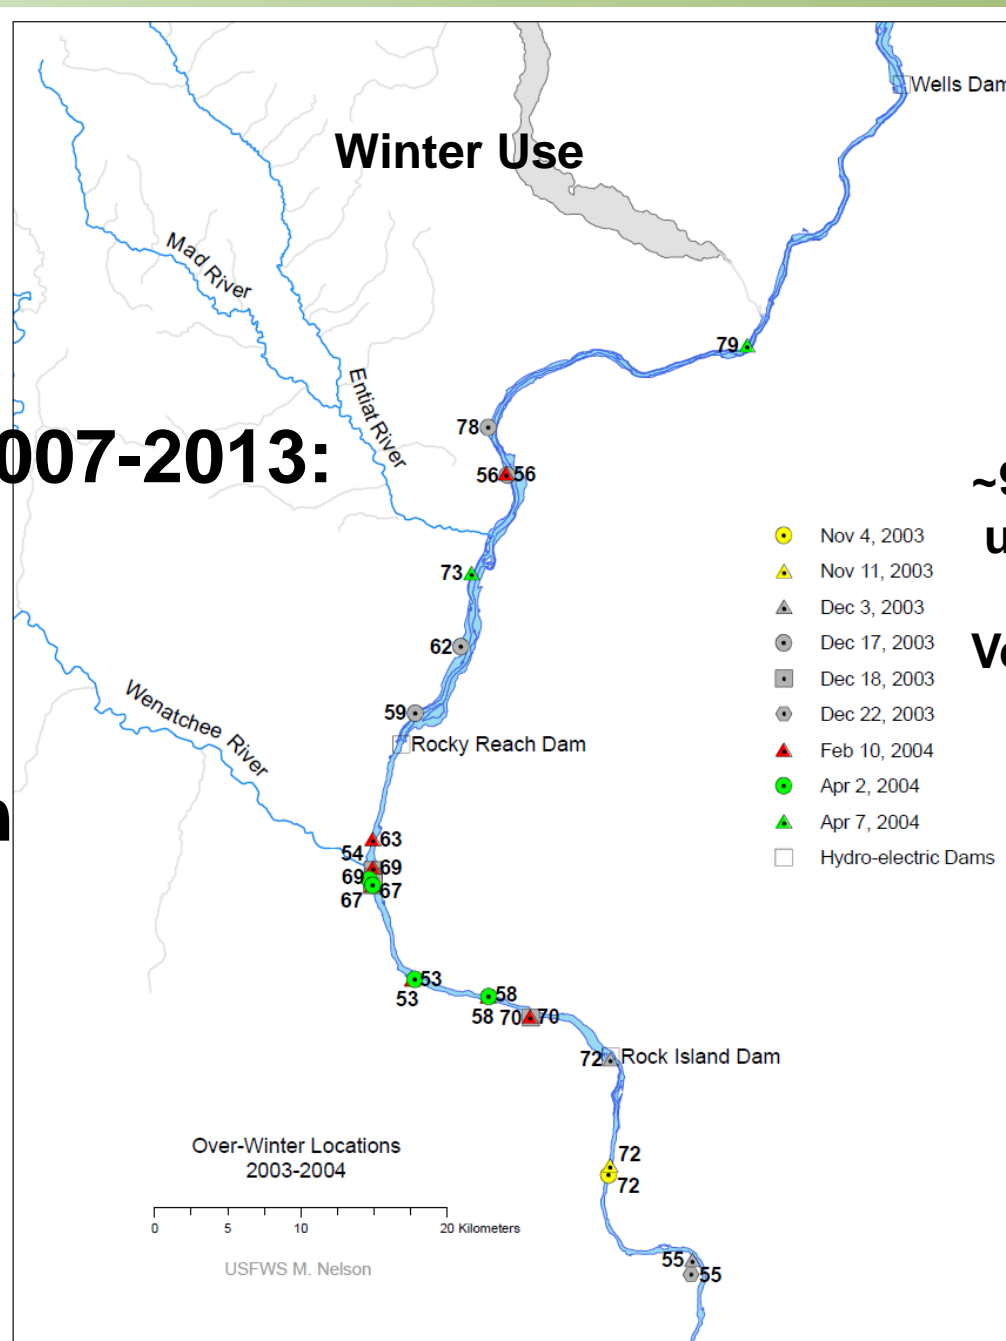 Wells Dam
Winter Use
Mad River
79
Entiat River
78
007-2013:
56
56
Nov 4, 2003
73
Nov 11, 2003
Dec 3, 2003
62
Dec 17, 2003
Dec 18, 2003
Wenatchee River
59
Dec 22, 2003
Rocky Reach Dam
Feb 10, 2004
Apr 2, 2004
Apr 7, 2004
63
54
Hydro-electric Dams
69
69
67
67
53
53
58
58
70
70
72
Rock Island Dam
Over-Winter Locations
2003-2004
72
72
0 5 10 20 Kilometers
55
55
USFWS M. Nelson